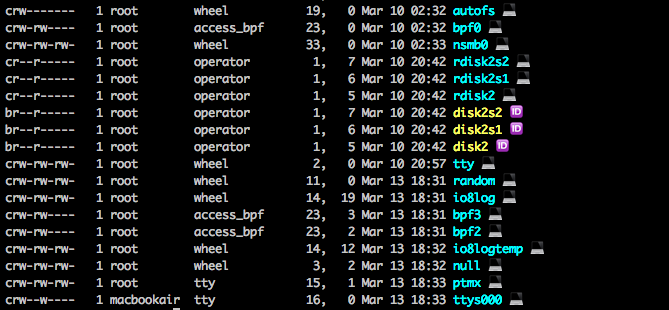 crw------- 1 root wheel 19, 0 Mar 10 02:32 autofs
crw-rw---- 1 root access_bpf 23, 0 Mar 10 02:32 bpf0
crw-rw-rw- 1 root wheel 33, 0 Mar 10 02:32 nsmb0
cr--r----- 1 root operator 1, 7 Mar 10 20:42 rdisk2s2
cr--r----- 1 root operator 1, 6 Mar 10 20:42 rdisk2s1
cr--r----- 1 root operator 1, 5 Mar 10 20:42 rdisk2
br--r----- 1 root operator 1, 7 Mar 10 20:42 disk2s2 🆔
br--r----- 1 root operator 1, 6 Mar 10 20:42 disk2s1 🆔
br--r----- 1 root operator 1, 5 Mar 10 20:42 disk2 🆔
crw-rw-rw- 1 root wheel 2, 0 Mar 10 20:57 tty
crw-rw-rw- 1 root wheel 11, 0 Mar 13 18:31 random
crw-rw-rw- 1 root wheel 14, 19 Mar 13 18:31 io8log
crw-rw---- 1 root access_bpf 23, 3 Mar 13 18:31 bpf3
crw-rw---- 1 root access_bpf 23, 2 Mar 13 18:31 bpf2
crw-rw-rw- 1 root wheel 14, 12 Mar 13 18:32 io8logtemp
crw-rw-rw- 1 root wheel 3, 2 Mar 13 18:32 null
crw-rw-rw- 1 root tty 15, 1 Mar 13 18:33 ptmx
crw--w---- 1 macbookair tty 16, 0 Mar 13 18:33 ttys000